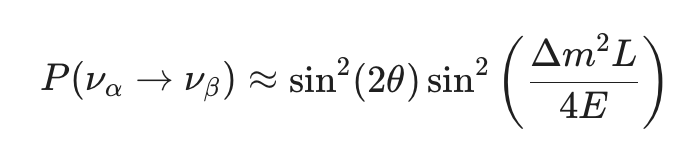 P(ν_α → ν_β) ≈ sin²(2θ) sin² (Δm²L / 4E)